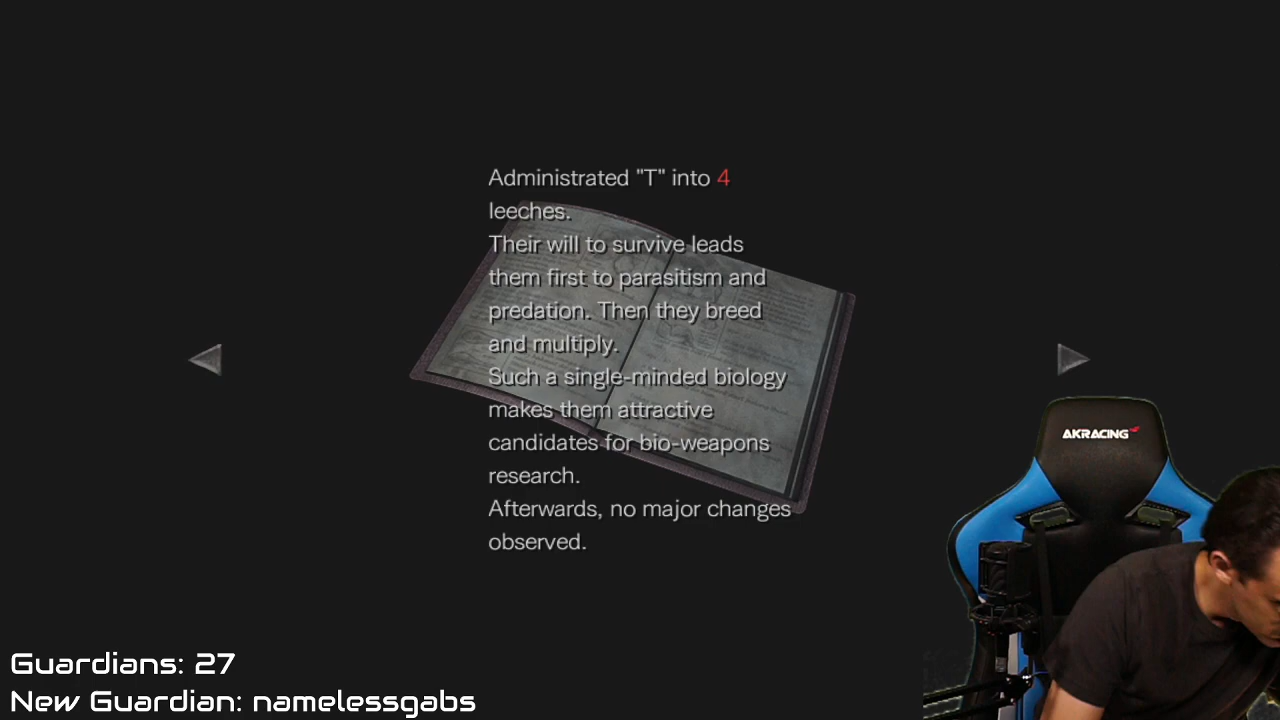 Administrated "T" into 4
leeches.
Their will to survive leads
them first to parasitism and
predation. Then they breed
and multiply.
Such a single-minded biology
makes them attractive
candidates for bio-weapons
research.
Afterwards, no major changes
observed.
AKRACING
Guardians: 27
New Guardian: namelessgabs